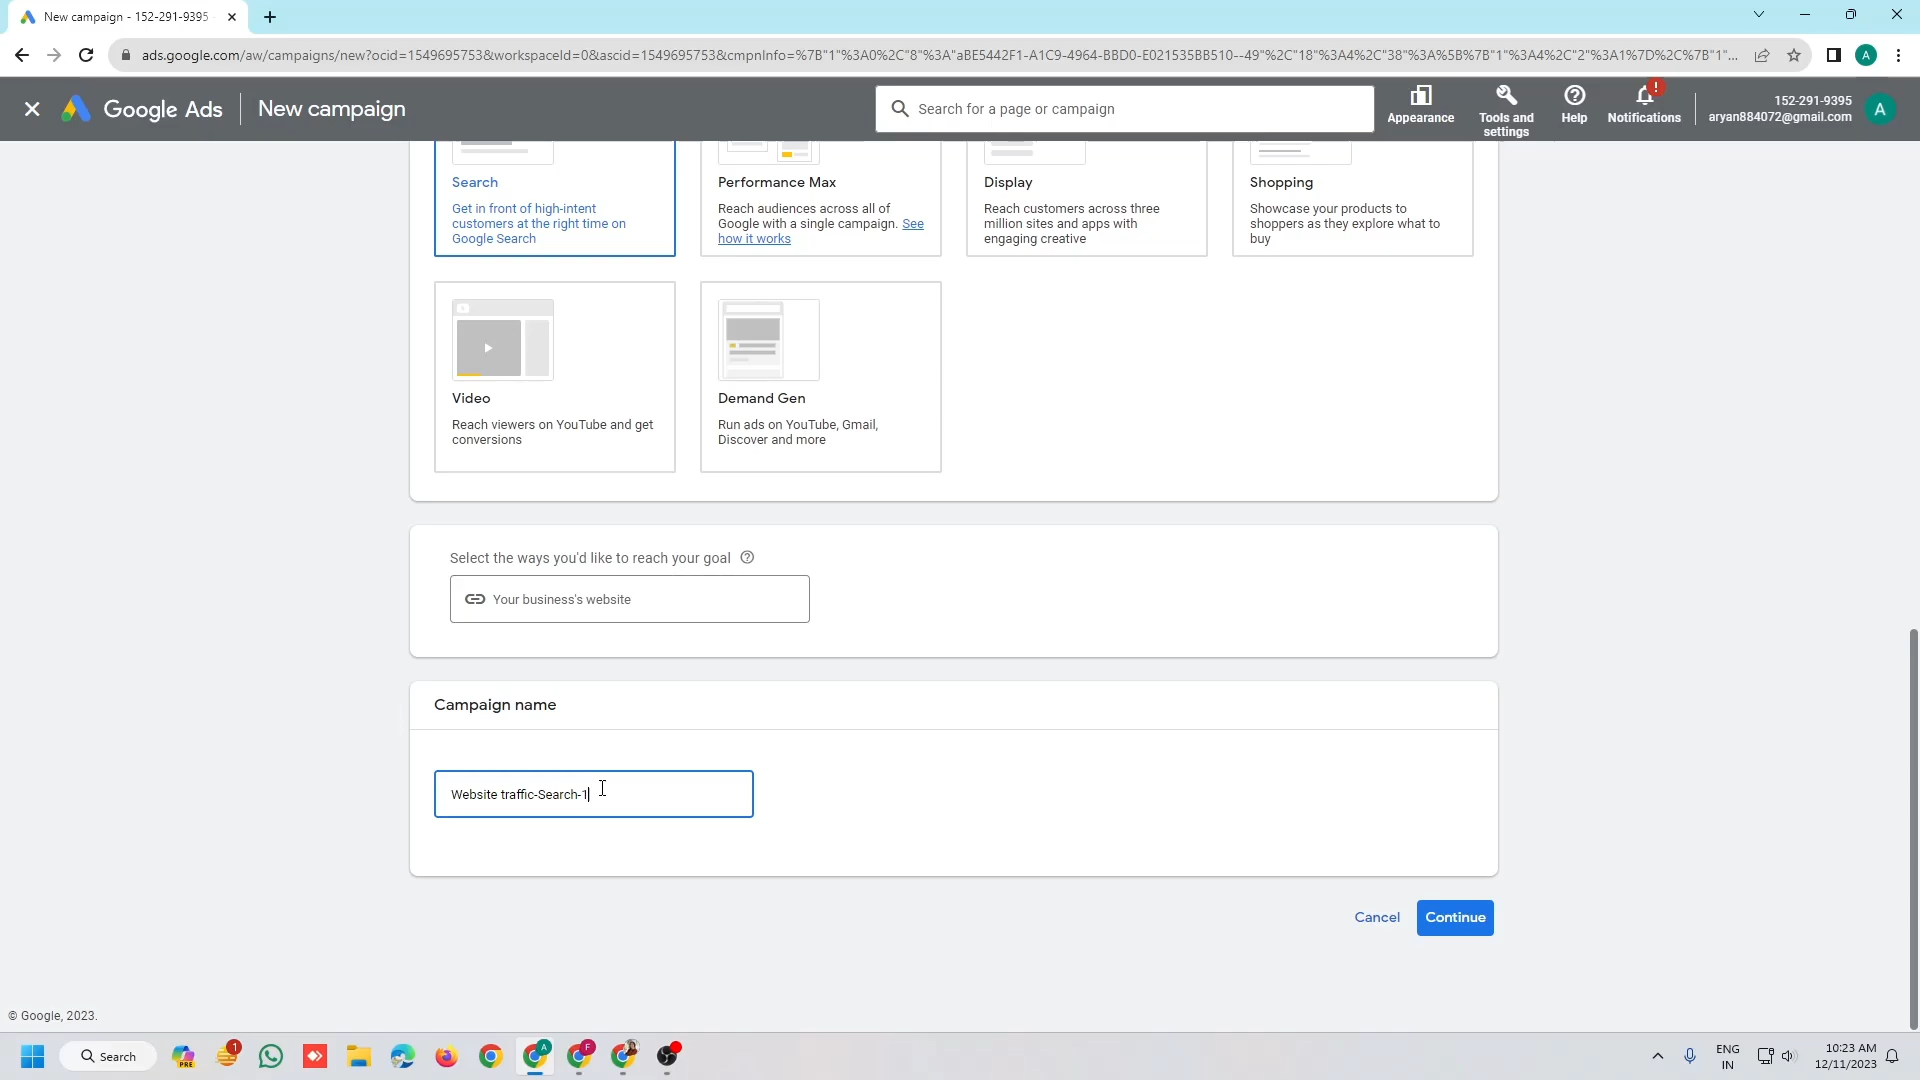 New campaign - 152-291-9395
ads.google.com/aw/campaigns/new?ocid=1549695753&workspaceId=0&ascid=1549695753&cmpnInfo=%7B"1"%3A0%2C"8"%3A"aBE5442F1-A1C9-4964-BBD0-E021535BB510--49"%2C"18"%3A4%2C"38"%3A%5B%7B"1"%3A4%2C"2"%3A1%7D%2C%7B"1"...
A
Google Ads
New campaign
Search for a page or campaign
Appearance
Tools and
settings
Help
!
Notifications
152-291-9395
aryan884072@gmail.com
A
Search
Get in front of high-intent
customers at the right time on
Google Search
Performance Max
Reach audiences across all of
Google with a single campaign. See
how it works
Display
Reach customers across three
million sites and apps with
engaging creative
Shopping
Showcase your products to
shoppers as they explore what to
buy
Video
Reach viewers on YouTube and get
conversions
Demand Gen
Run ads on YouTube, Gmail,
Discover and more
Select the ways you'd like to reach your goal
Your business's website
Campaign name
Website traffic-Search-1
Cancel
Continue
© Google, 2023.
Search
PRE
1
A
F
ENG
IN
10:23 AM
12/11/2023